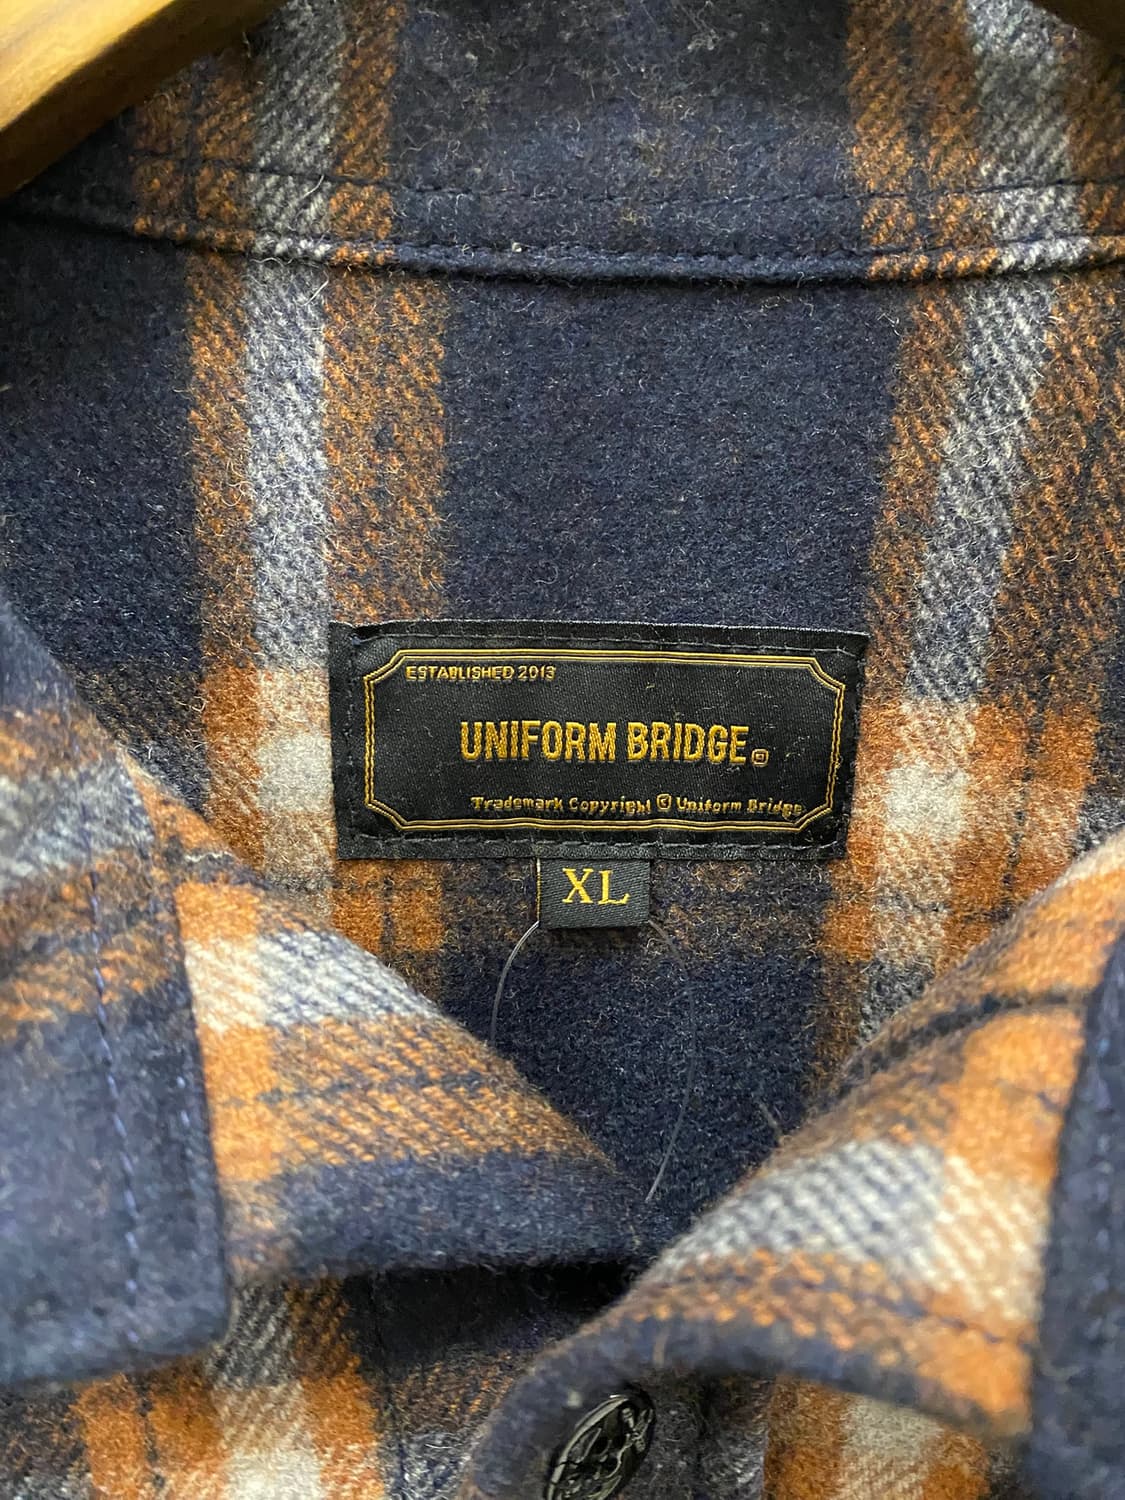 ESTABLISHED 2013
UNIFORM BRIDGE©
Trademark Copyright © Uniform Bridge
XL